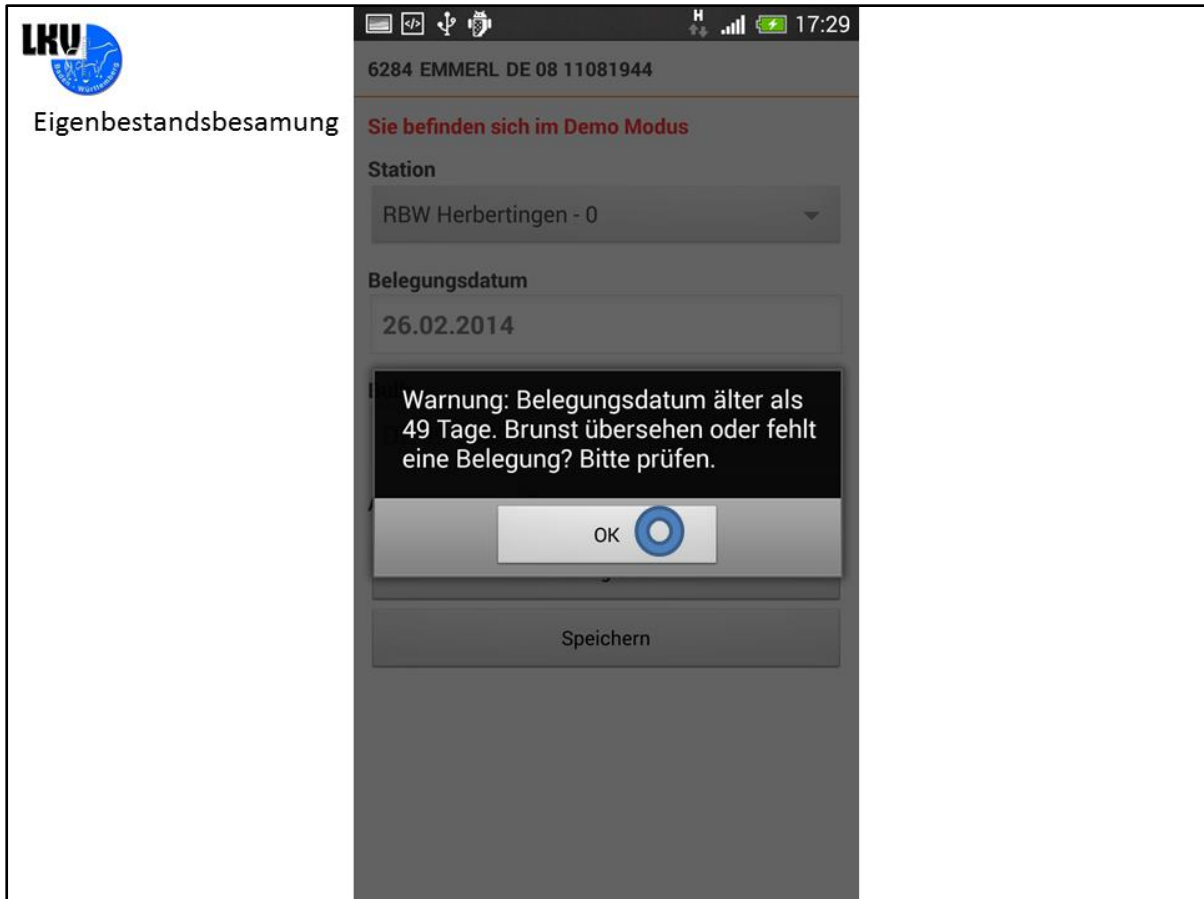 LKV
Baden - Württemberg
Eigenbestandsbesamung
H
17:29
6284 EMMERL DE 08 11081944
Sie befinden sich im Demo Modus
Station
RBW Herbertingen - 0
Belegungsdatum
26.02.2014
Warnung: Belegungsdatum älter als
49 Tage. Brunst übersehen oder fehlt
eine Belegung? Bitte prüfen.
OK
Speichern